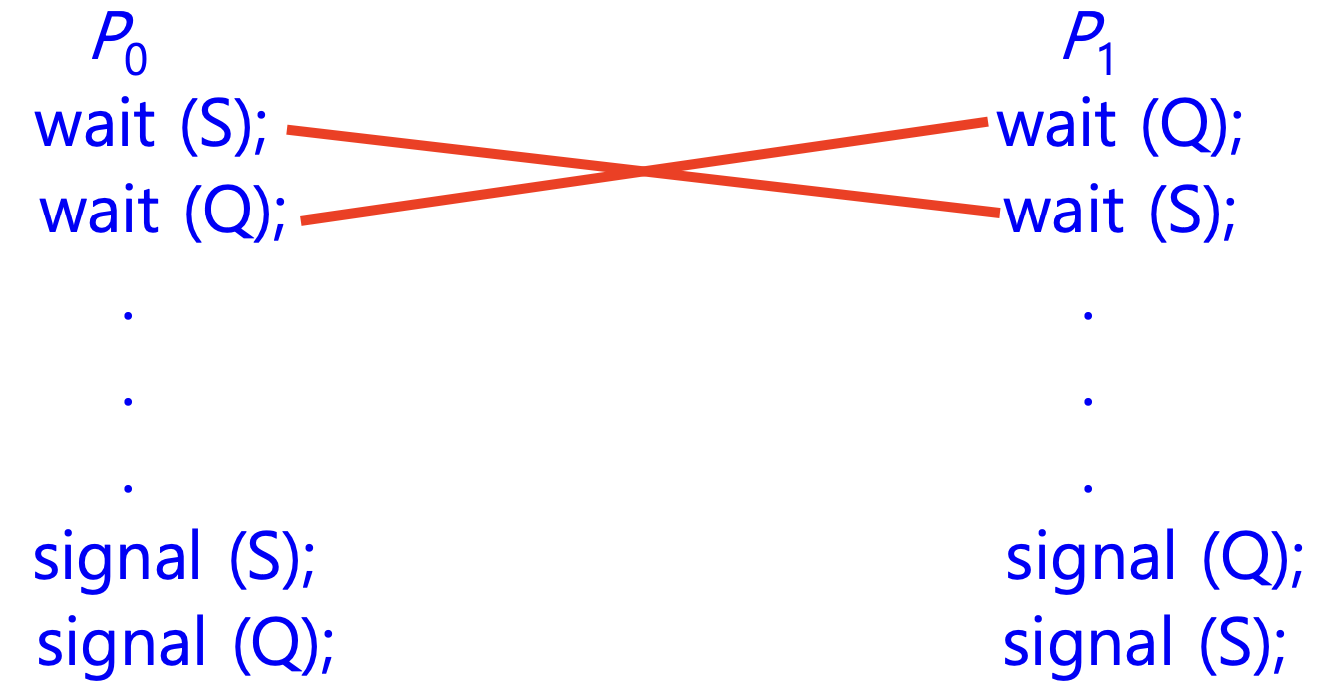 P0 P1
wait (S); wait (Q);
wait (Q); wait (S);
. .
. .
. .
signal (S); signal (Q);
signal (Q); signal (S);